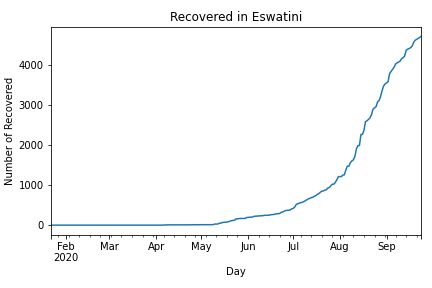 Recovered in Eswatini
Number of Recovered
4000
3000
2000
1000
0
Feb Mar Apr May Jun Jul Aug Sep
2020
Day